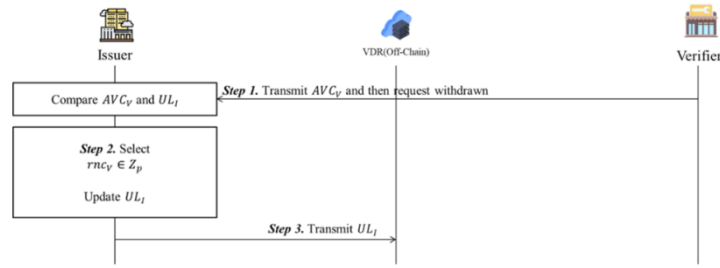 Issuer
VDR(Off-Chain)
Verifier
Step 1. Transmit AVC_V and then request withdrawn
Compare AVC_V and UL_I
Step 2. Select
rnc_V ∈ Z_p
Update UL_I
Step 3. Transmit UL_I